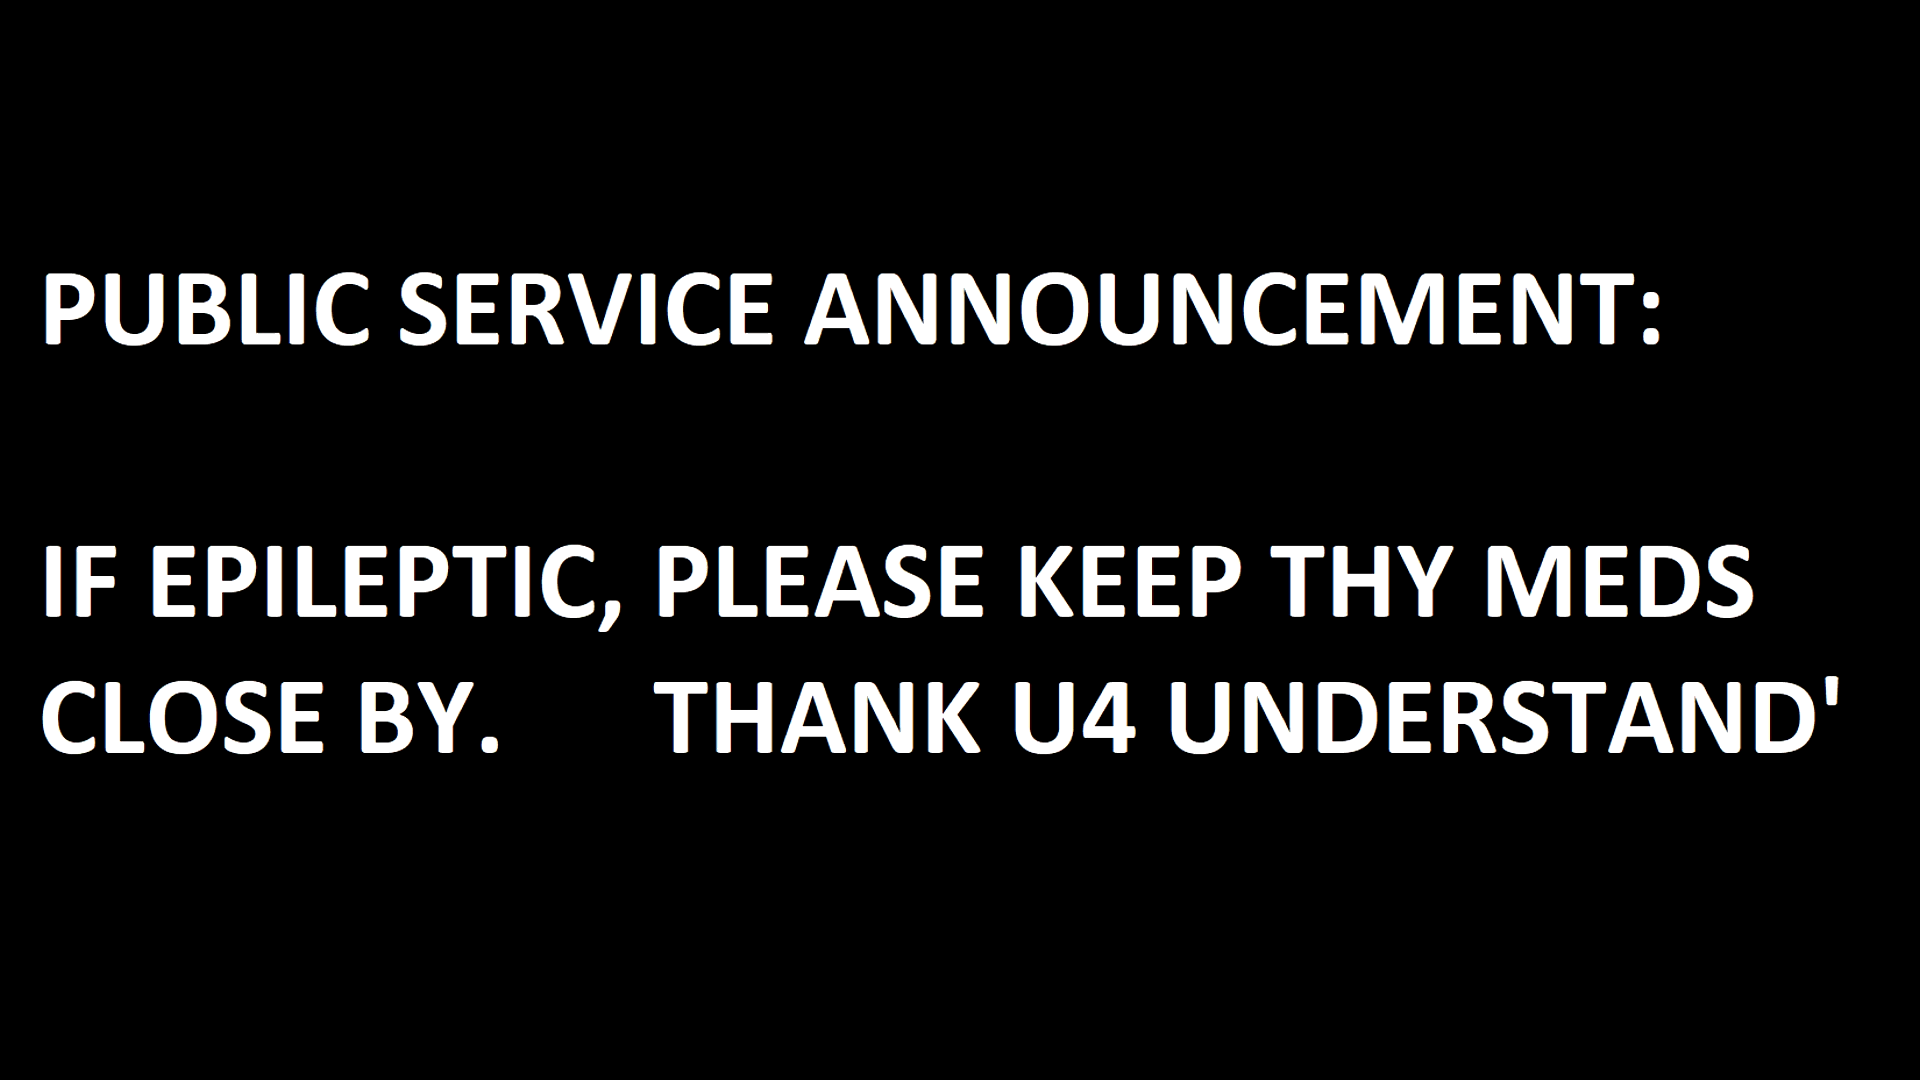 PUBLIC SERVICE ANNOUNCEMENT:
IF EPILEPTIC, PLEASE KEEP THY MEDS
CLOSE BY. THANK U4 UNDERSTAND'